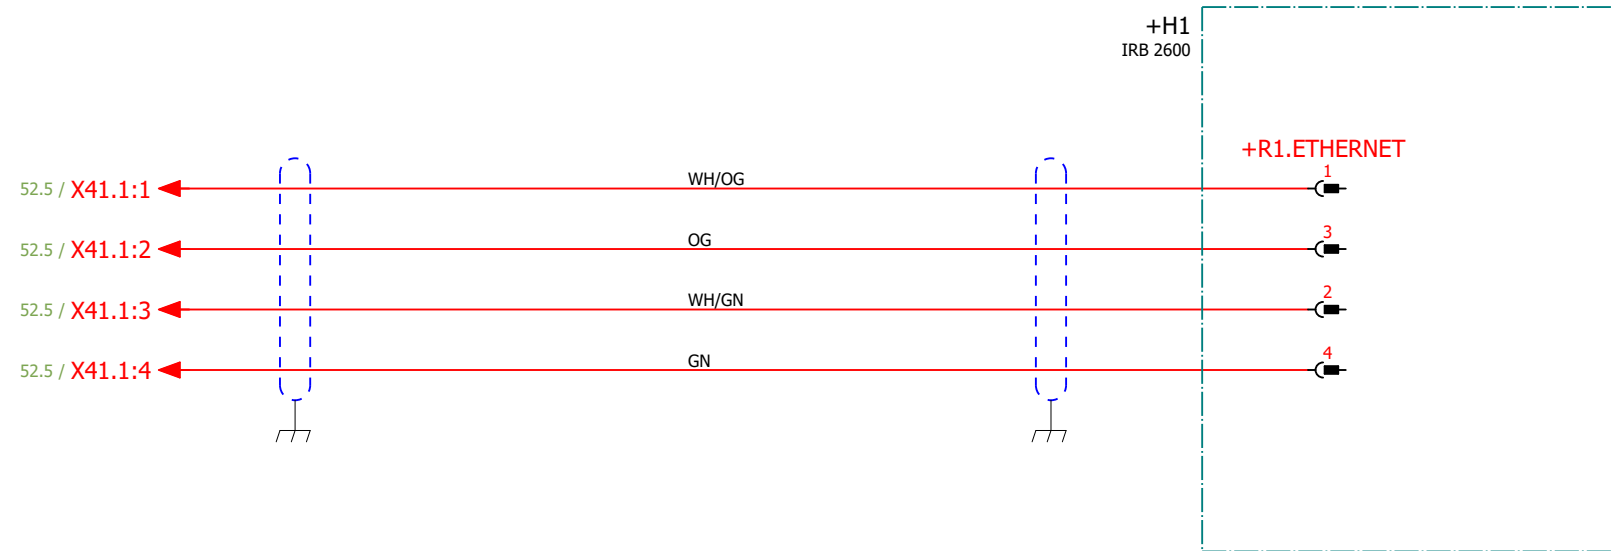 +H1
IRB 2600
+R1.ETHERNET
52.5 / X41.1:1 WH/OG 1
52.5 / X41.1:2 OG 3
52.5 / X41.1:3 WH/GN 2
52.5 / X41.1:4 GN 4